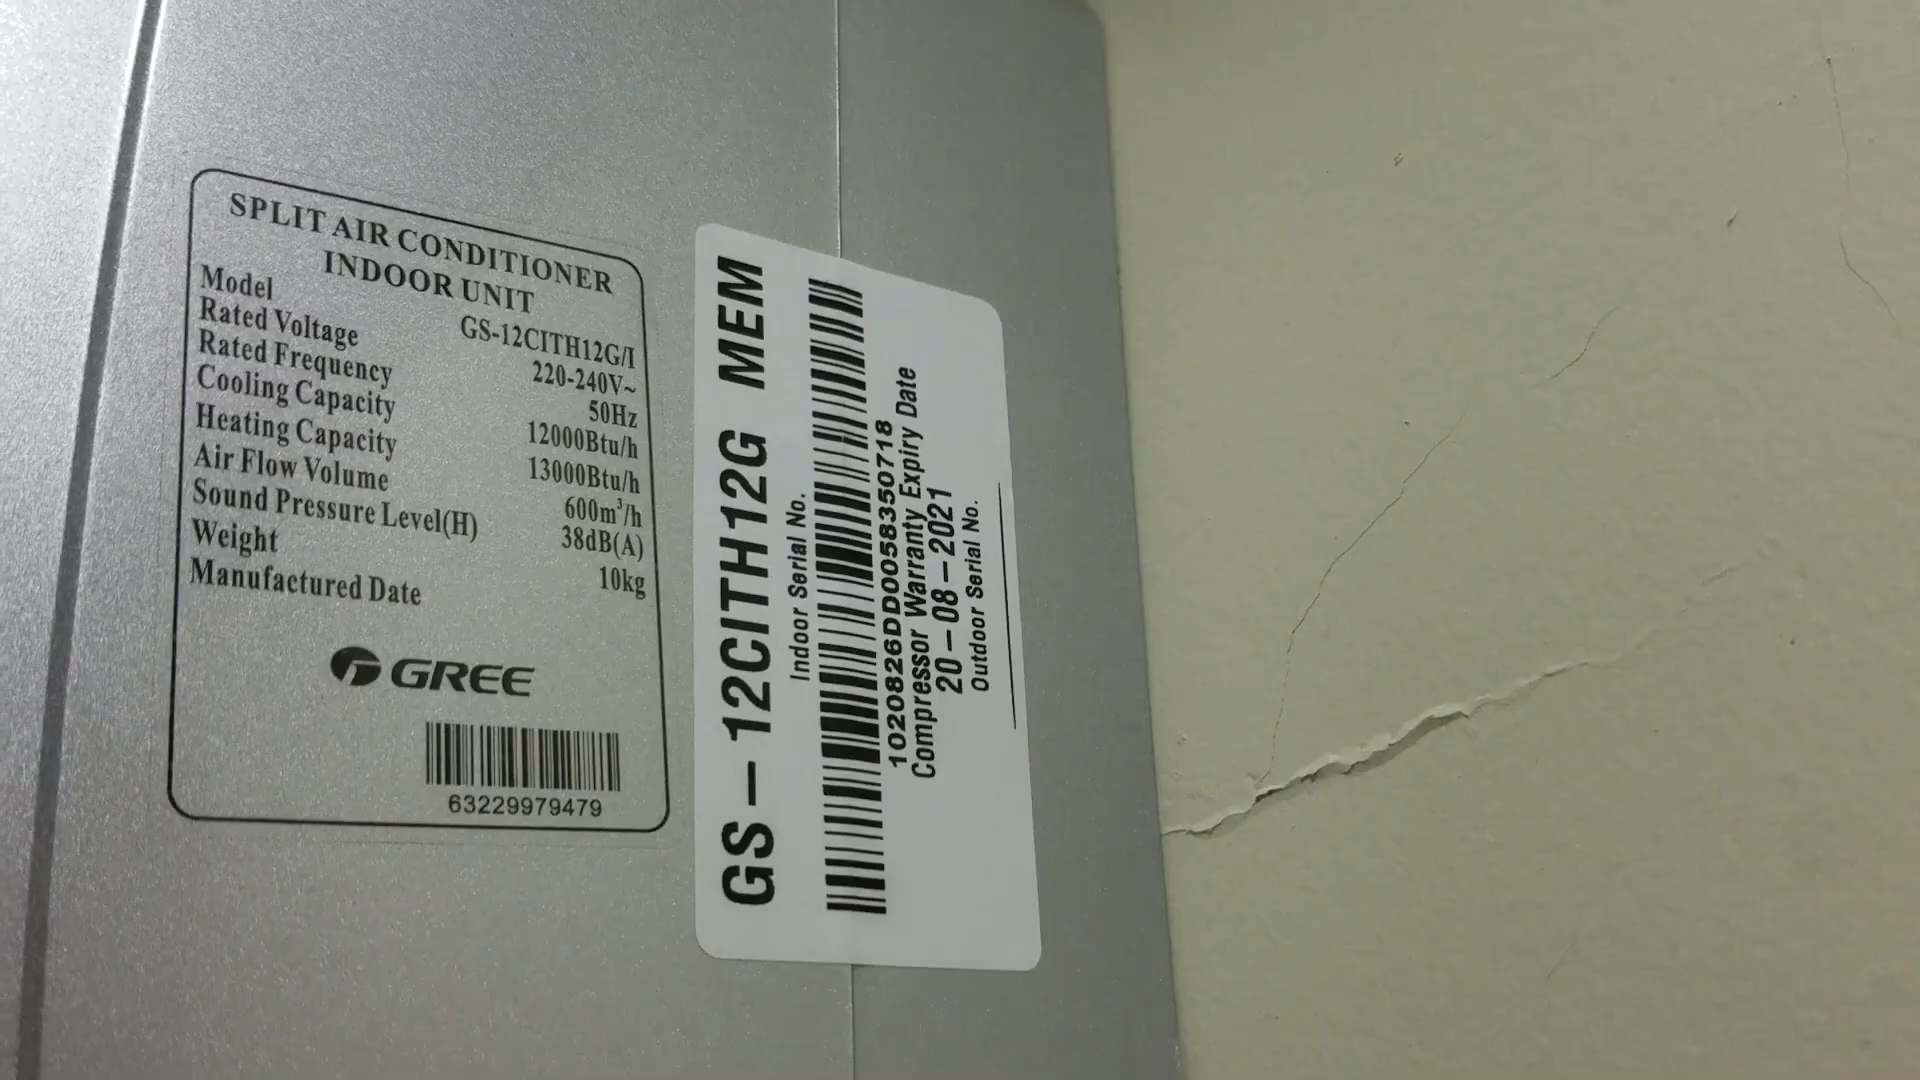 SPLIT AIR CONDITIONER
INDOOR UNIT
Model GS-12CITH12G/I
Rated Voltage 220-240V~
Rated Frequency 50Hz
Cooling Capacity 12000Btu/h
Heating Capacity 13000Btu/h
Air Flow Volume 600m³/h
Sound Pressure Level(H) 38dB(A)
Weight 10kg
Manufactured Date
GREE
63229979479
GS-12CITH12G MEM
Indoor Serial No.
1020826DD0058350718
Compressor Warranty Expiry Date
20-08-2021
Outdoor Serial No.